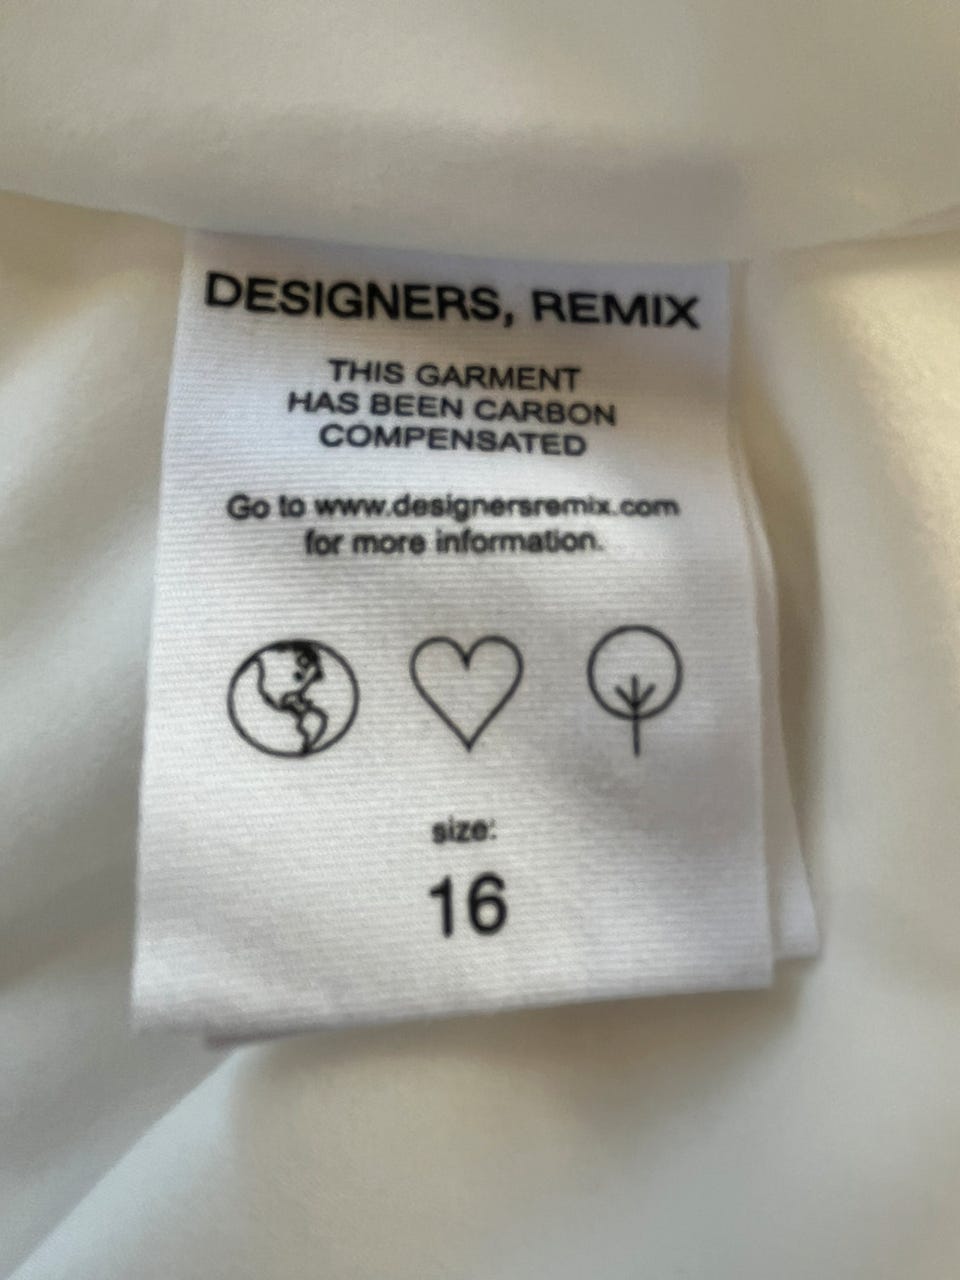 DESIGNERS, REMIX
THIS GARMENT
HAS BEEN CARBON
COMPENSATED
Go to www.designersremix.com
for more information.
size:
16